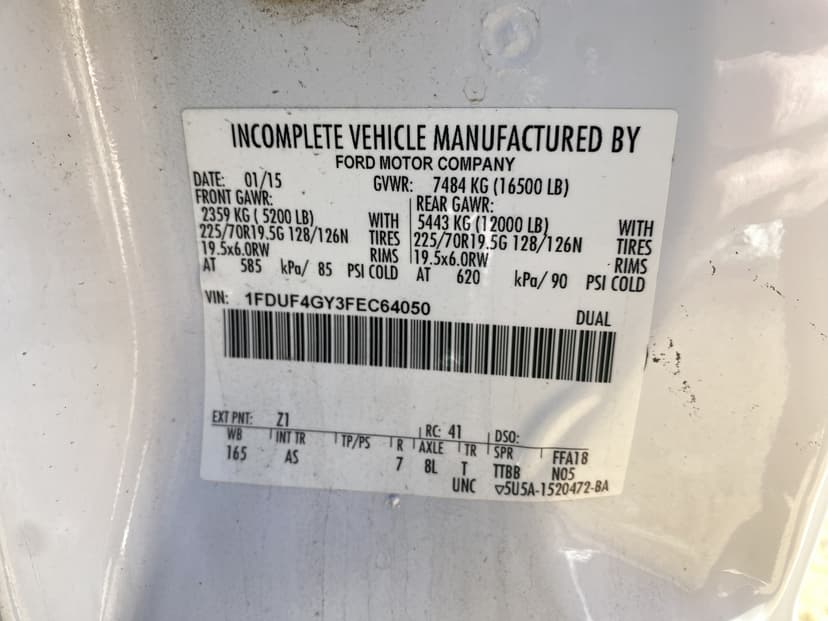 INCOMPLETE VEHICLE MANUFACTURED BY
FORD MOTOR COMPANY
DATE: 01/15 GVWR: 7484 KG (16500 LB)
FRONT GAWR: REAR GAWR:
2359 KG ( 5200 LB) WITH 5443 KG (12000 LB) WITH
225/70R19.5G 128/126N TIRES 225/70R19.5G 128/126N TIRES
19.5x6.0RW RIMS 19.5x6.0RW RIMS
AT 585 kPa/ 85 PSI COLD AT 620 kPa/ 90 PSI COLD
VIN: 1FDUF4GY3FEC64050 DUAL
EXT PNT: Z1 RC: 41 DSO:
WB INT TR TP/PS R AXLE TR SPR FFA18
165 AS 7 8L T TTBB N05
UNC ▽5U5A-1520472-BA